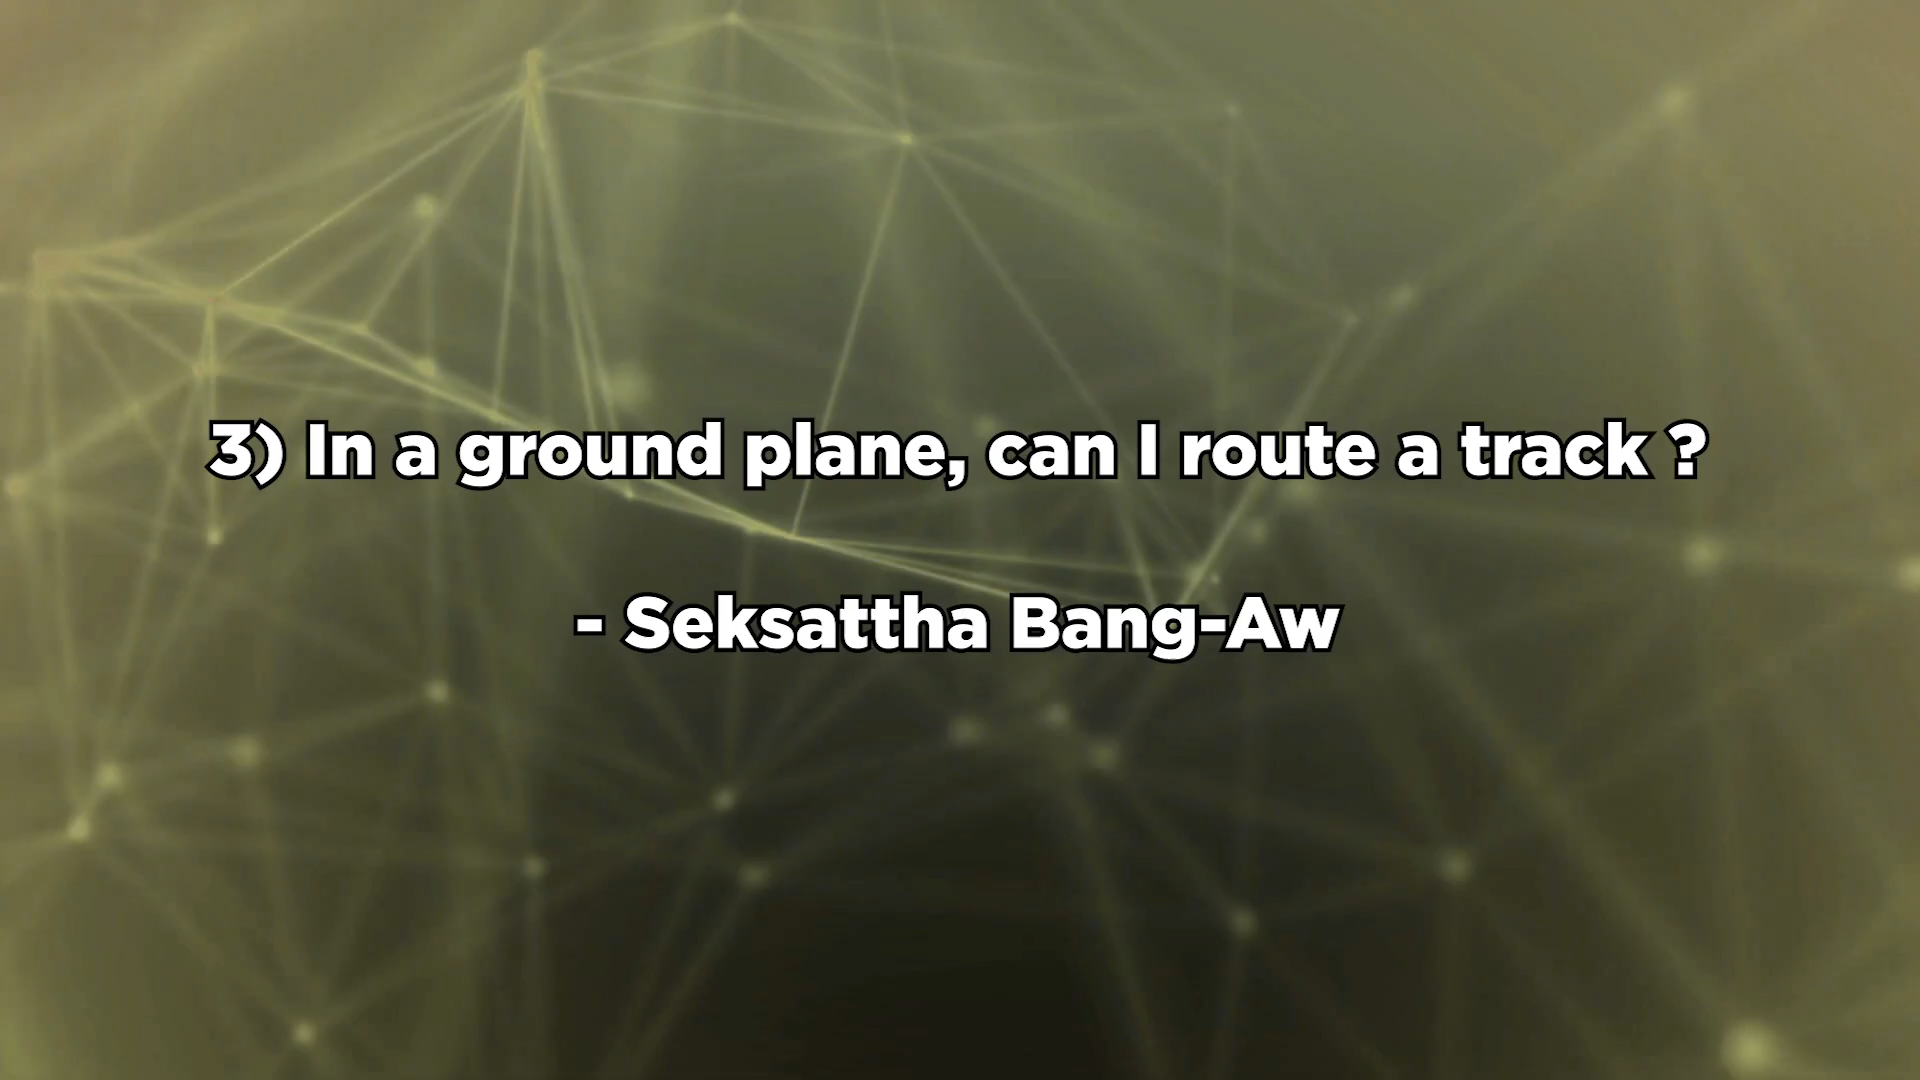 3) In a ground plane, can I route a track ?
- Seksattha Bang-Aw